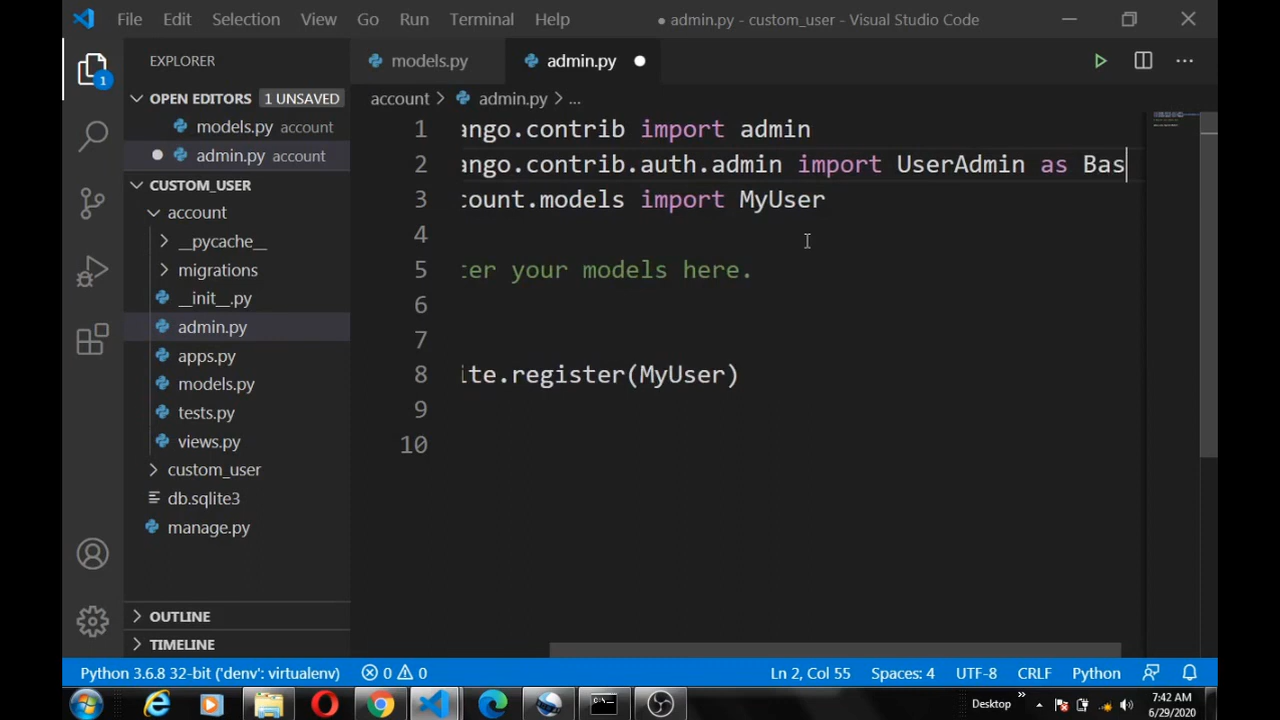 File Edit Selection View Go Run Terminal Help ● admin.py - custom_user - Visual Studio Code
EXPLORER
models.py
admin.py
OPEN EDITORS 1 UNSAVED
models.py account
admin.py account
CUSTOM_USER
account
__pycache__
migrations
__init__.py
admin.py
apps.py
models.py
tests.py
views.py
custom_user
db.sqlite3
manage.py
OUTLINE
TIMELINE
1
account > admin.py > ...
1 ango.contrib import admin
2 ango.contrib.auth.admin import UserAdmin as Bas
3 count.models import MyUser
4
5 ter your models here.
6
7
8 ite.register(MyUser)
9
10
Python 3.6.8 32-bit ('denv': virtualenv) 0 0 Ln 2, Col 55 Spaces: 4 UTF-8 CRLF Python
Desktop » 7:42 AM
6/29/2020